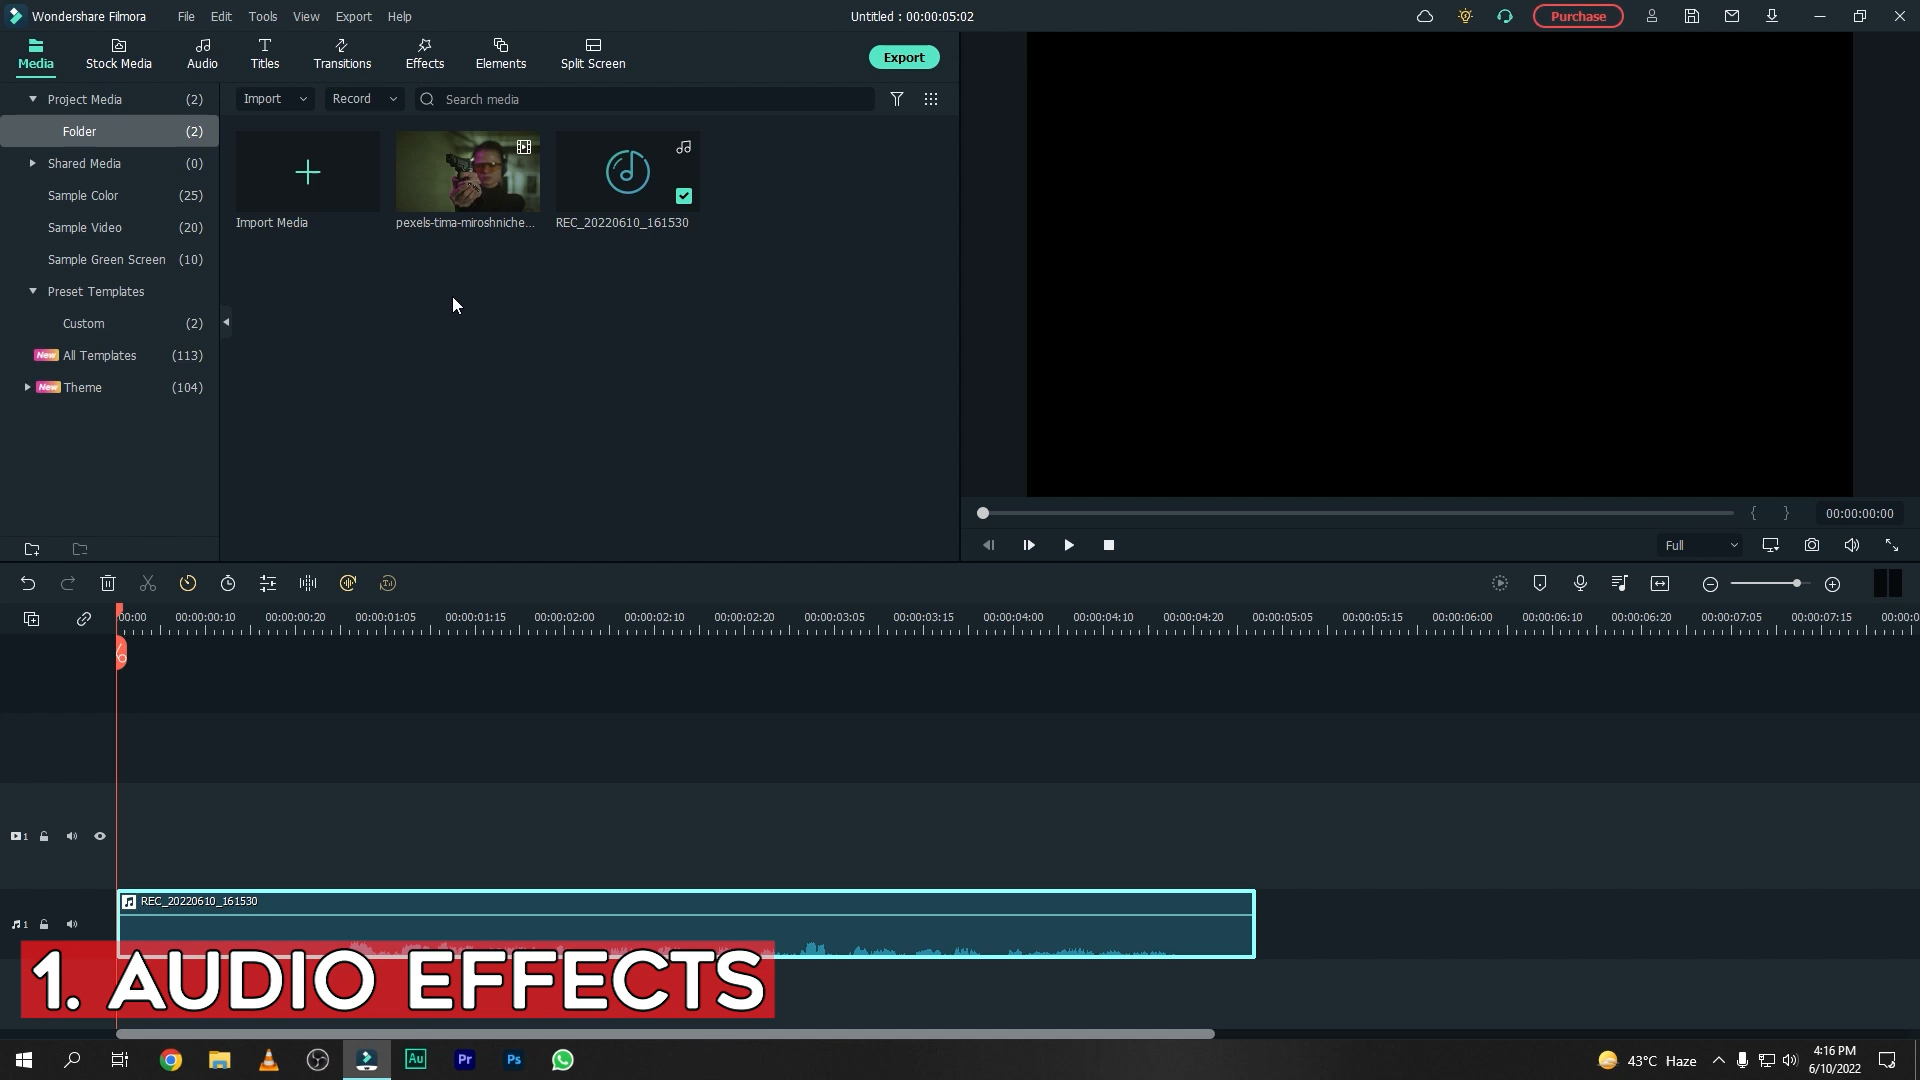 Wondershare Filmora
File Edit Tools View Export Help
Untitled : 00:00:05:02
Purchase
Media
Stock Media
Audio
Titles
Transitions
Effects
Elements
Split Screen
Export
Project Media (2)
Folder (2)
Shared Media (0)
Sample Color (25)
Sample Video (20)
Sample Green Screen (10)
Preset Templates
Custom (2)
New All Templates (113)
New Theme (104)
Import
Record
Search media
Import Media
pexels-tima-miroshniche...
REC_20220610_161530
{ } 00:00:00:00
Full
00:00 00:00:00:10 00:00:00:20 00:00:01:05 00:00:01:15 00:00:02:00 00:00:02:10 00:00:02:20 00:00:03:05 00:00:03:15 00:00:04:00 00:00:04:10 00:00:04:20 00:00:05:05 00:00:05:15 00:00:06:00 00:00:06:10 00:00:06:20 00:00:07:05 00:00:07:15 00:00:0
1
REC_20220610_161530
1
1. AUDIO EFFECTS
Au
Pr
Ps
43°C Haze
4:16 PM
6/10/2022